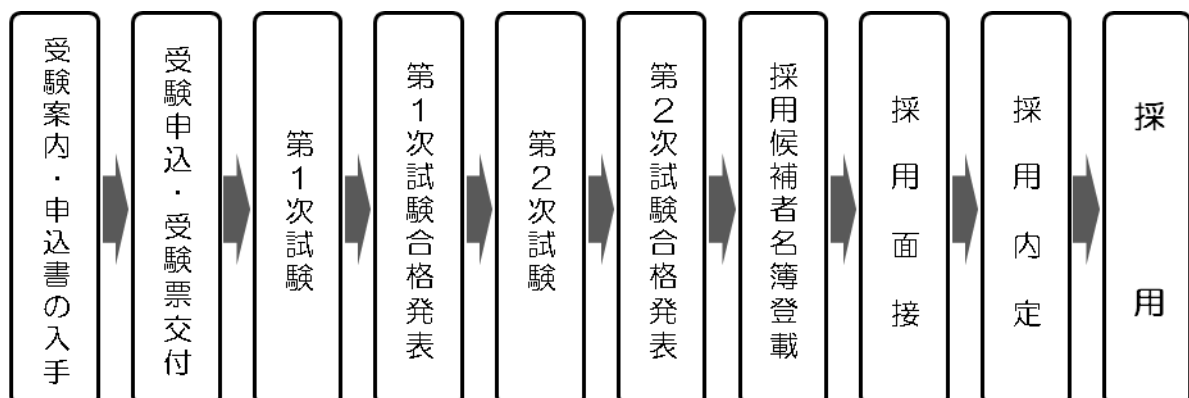 受験案内・申込書の入手
受験申込・受験票交付
第1次試験
第1次試験合格発表
第2次試験
第2次試験合格発表
採用候補者名簿登載
採用面接
採用内定
採用